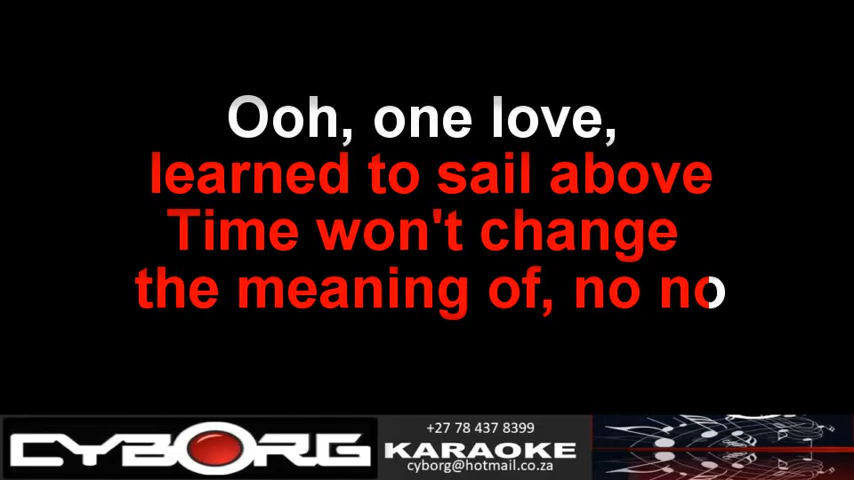 Ooh, one love,
learned to sail above
Time won't change
the meaning of, no no
CYBORG
+27 78 437 8399
KARAOKE
cyborg@hotmail.co.za